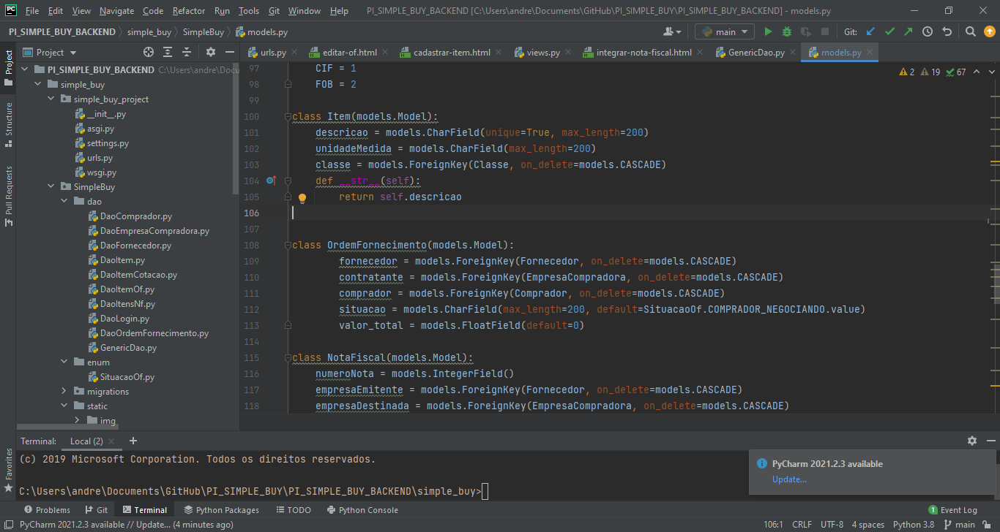 PC File Edit View Navigate Code Refactor Run Tools Git Window Help PI_SIMPLE_BUY_BACKEND [C:\Users\andre\Documents\GitHub\PI_SIMPLE_BUY\PI_SIMPLE_BUY_BACKEND] - models.py
PI_SIMPLE_BUY_BACKEND simple_buy SimpleBuy models.py main Git:
Project
urls.py editar-of.html cadastrar-item.html views.py integrar-nota-fiscal.html GenericDao.py models.py
2 19 67
Project
Structure
Pull Requests
Favorites
PI_SIMPLE_BUY_BACKEND C:\Users\andre\Docu
simple_buy
simple_buy_project
__init__.py
asgi.py
settings.py
urls.py
wsgi.py
SimpleBuy
dao
DaoComprador.py
DaoEmpresaCompradora.py
DaoFornecedor.py
DaoItem.py
DaoItemCotacao.py
DaoItemOf.py
DaoItensNf.py
DaoLogin.py
DaoOrdemFornecimento.py
GenericDao.py
enum
SituacaoOf.py
migrations
static
img
97 CIF = 1
98 FOB = 2
99
100 class Item(models.Model):
101 descricao = models.CharField(unique=True, max_length=200)
102 unidadeMedida = models.CharField(max_length=200)
103 classe = models.ForeignKey(Classe, on_delete=models.CASCADE)
104 def __str__(self):
105 return self.descricao
106
107
108 class OrdemFornecimento(models.Model):
109 fornecedor = models.ForeignKey(Fornecedor, on_delete=models.CASCADE)
110 contratante = models.ForeignKey(EmpresaCompradora, on_delete=models.CASCADE)
111 comprador = models.ForeignKey(Comprador, on_delete=models.CASCADE)
112 situacao = models.CharField(max_length=200, default=SituacaoOf.COMPRADOR_NEGOCIANDO.value)
113 valor_total = models.FloatField(default=0)
114
115 class NotaFiscal(models.Model):
116 numeroNota = models.IntegerField()
117 empresaEmitente = models.ForeignKey(Fornecedor, on_delete=models.CASCADE)
118 empresaDestinada = models.ForeignKey(EmpresaCompradora, on_delete=models.CASCADE)
Terminal: Local (2)
(c) 2019 Microsoft Corporation. Todos os direitos reservados.
C:\Users\andre\Documents\GitHub\PI_SIMPLE_BUY\PI_SIMPLE_BUY_BACKEND\simple_buy>
PyCharm 2021.2.3 available
Update...
Problems Git Terminal Python Packages TODO Python Console 1 Event Log
PyCharm 2021.2.3 available // Update... (4 minutes ago) 106:1 CRLF UTF-8 4 spaces Python 3.8 main